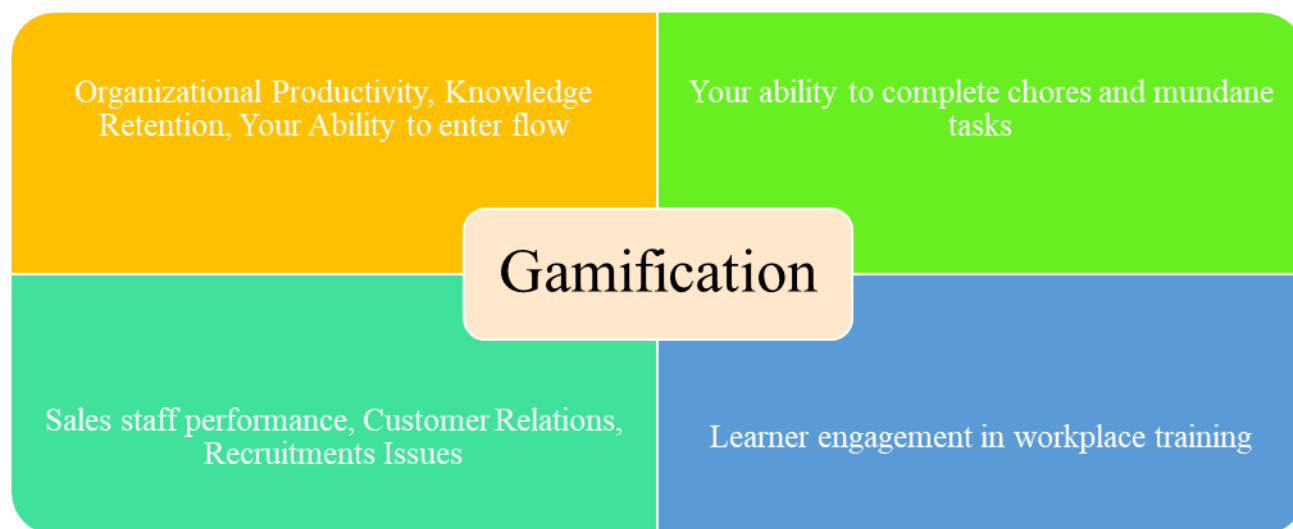 Organizational Productivity, Knowledge
Retention, Your Ability to enter flow
Your ability to complete chores and mundane
tasks
Gamification
Sales staff performance, Customer Relations,
Recruitments Issues
Learner engagement in workplace training